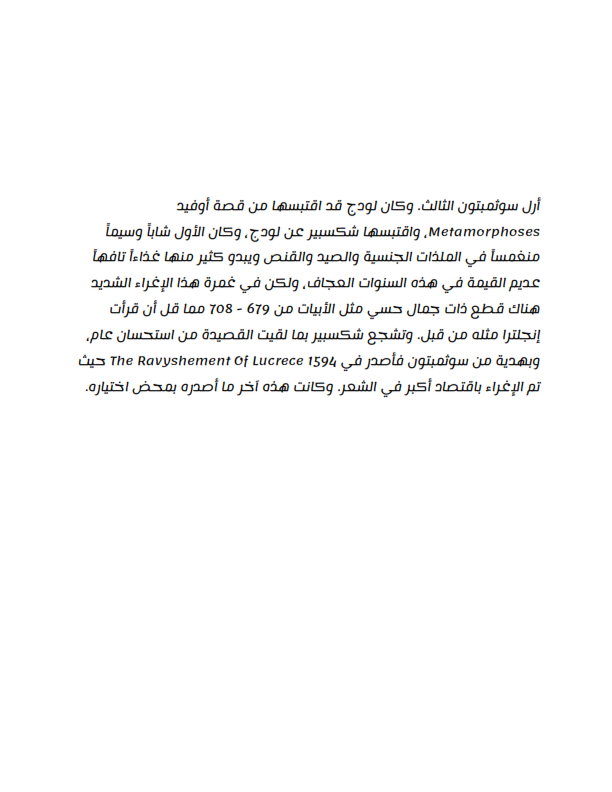 أرل سوثمبتون الثالث. وكان لودج قد اقتبسها من قصة أوفيد
Metamorphoses، واقتبسها شكسبير عن لودج، وكان الأول شاباً وسيماً
منغمساً في الملذات الجنسية والصيد والقنص ويبدو كثير منها غذاءاً تافهاً
عديم القيمة في هذه السنوات العجاف، ولكن في غمرة هذا الإغراء الشديد
هناك قطع ذات جمال حسي مثل الأبيات من 679 - 708 مما قل أن قرأت
إنجلترا مثله من قبل. وتشجع شكسبير بما لقيت القصيدة من استحسان عام،
وبهدية من سوثمبتون فأصدر في The Ravyshement Of Lucrece 1594 حيث
تم الإغراء باقتصاد أكبر في الشعر. وكانت هذه آخر ما أصدره بمحض اختياره.